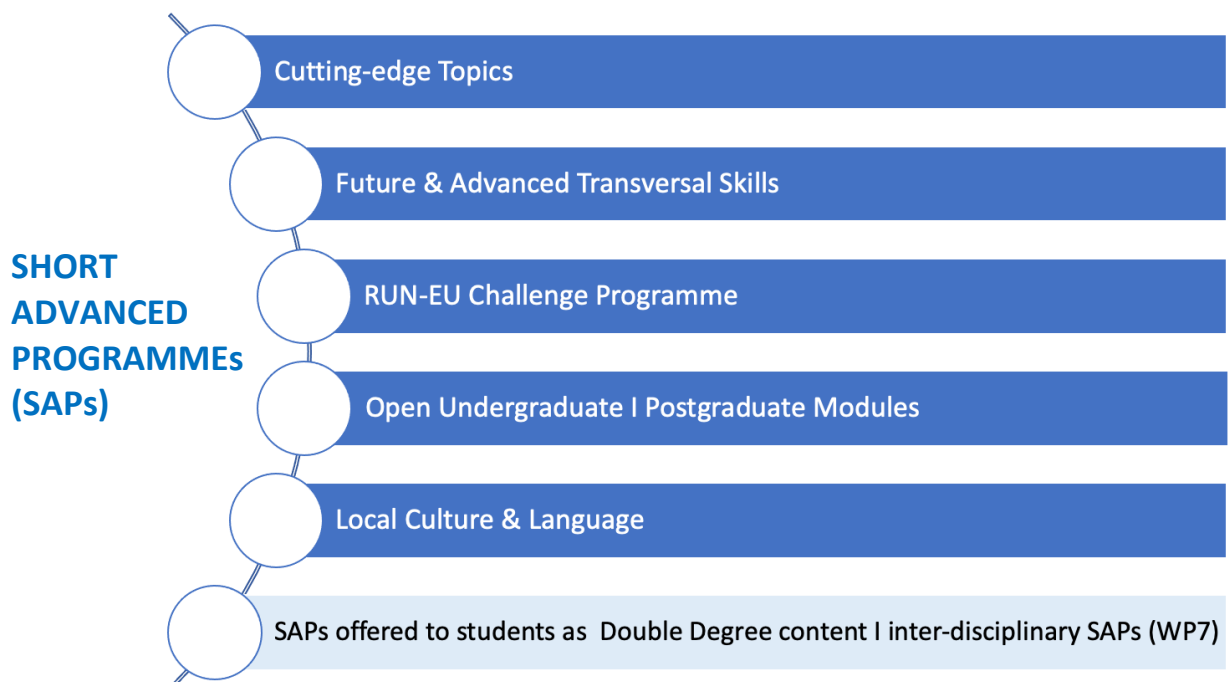 Cutting-edge Topics
Future & Advanced Transversal Skills
SHORT
ADVANCED
PROGRAMMEs
(SAPs)
RUN-EU Challenge Programme
Open Undergraduate I Postgraduate Modules
Local Culture & Language
SAPs offered to students as  Double Degree content I inter-disciplinary SAPs (WP7)